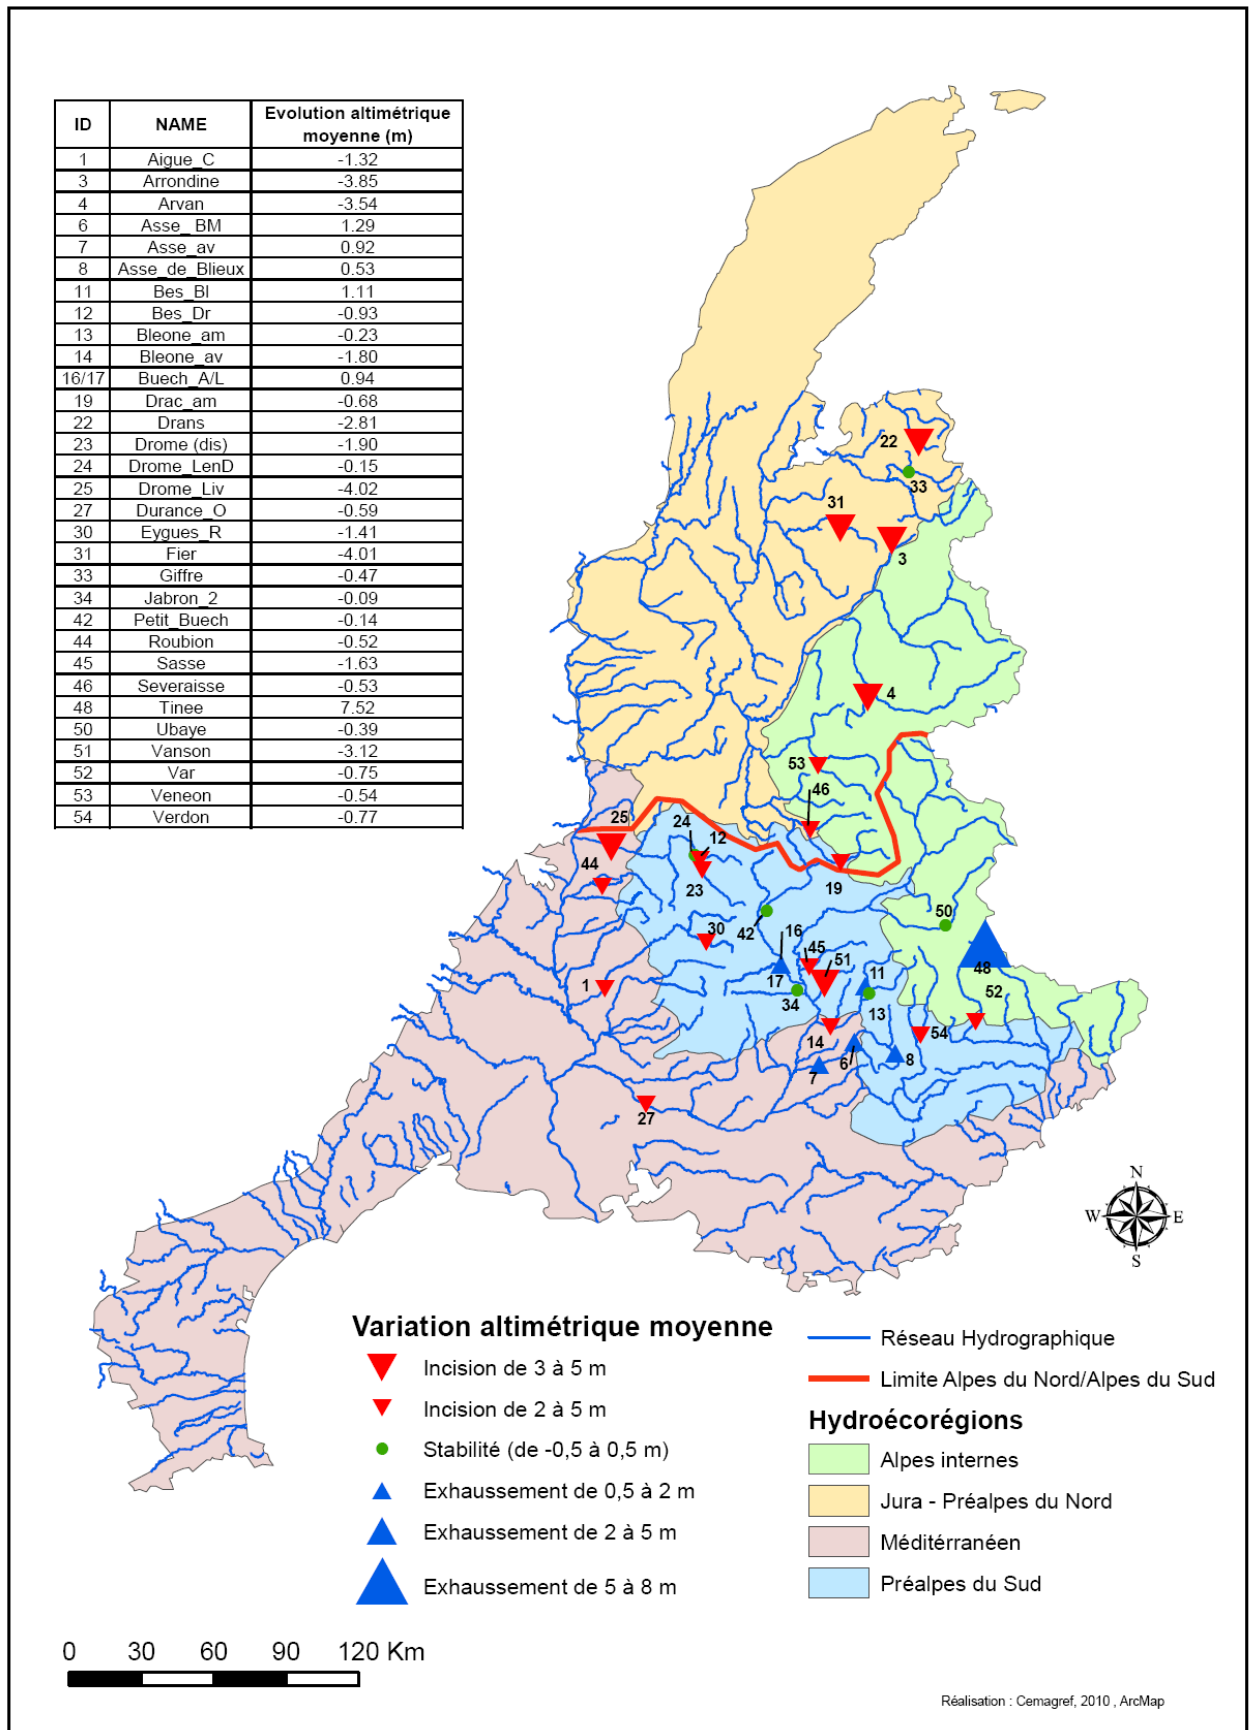 ID NAME Evolution altimétrique moyenne (m)
1 Aigue_C -1.32
3 Arrondine -3.85
4 Arvan -3.54
6 Asse_ BM 1.29
7 Asse_av 0.92
8 Asse_de_Blieux 0.53
11 Bes_Bl 1.11
12 Bes_Dr -0.93
13 Bleone_am -0.23
14 Bleone_av -1.80
16/17 Buech_A/L 0.94
19 Drac_am -0.68
22 Drans -2.81
23 Drome (dis) -1.90
24 Drome_LenD -0.15
25 Drome_Liv -4.02
27 Durance_O -0.59
30 Eygues_R -1.41
31 Fier -4.01
33 Giffre -0.47
34 Jabron_2 -0.09
42 Petit_Buech -0.14
44 Roubion -0.52
45 Sasse -1.63
46 Severaisse -0.53
48 Tinee 7.52
50 Ubaye -0.39
51 Vanson -3.12
52 Var -0.75
53 Veneon -0.54
54 Verdon -0.77
22
33
31
3
4
53
46
25
24
12
44
23
19
42
30
16
45
51
50
11
48
1
17
34
13
52
14
6
54
7
8
27
N
W E
S
Variation altimétrique moyenne
Incision de 3 à 5 m
Incision de 2 à 5 m
Stabilité (de -0,5 à 0,5 m)
Exhaussement de 0,5 à 2 m
Exhaussement de 2 à 5 m
Exhaussement de 5 à 8 m
Réseau Hydrographique
Limite Alpes du Nord/Alpes du Sud
Hydroécorégions
Alpes internes
Jura - Préalpes du Nord
Méditérranéen
Préalpes du Sud
0 30 60 90 120 Km
Réalisation : Cemagref, 2010 , ArcMap